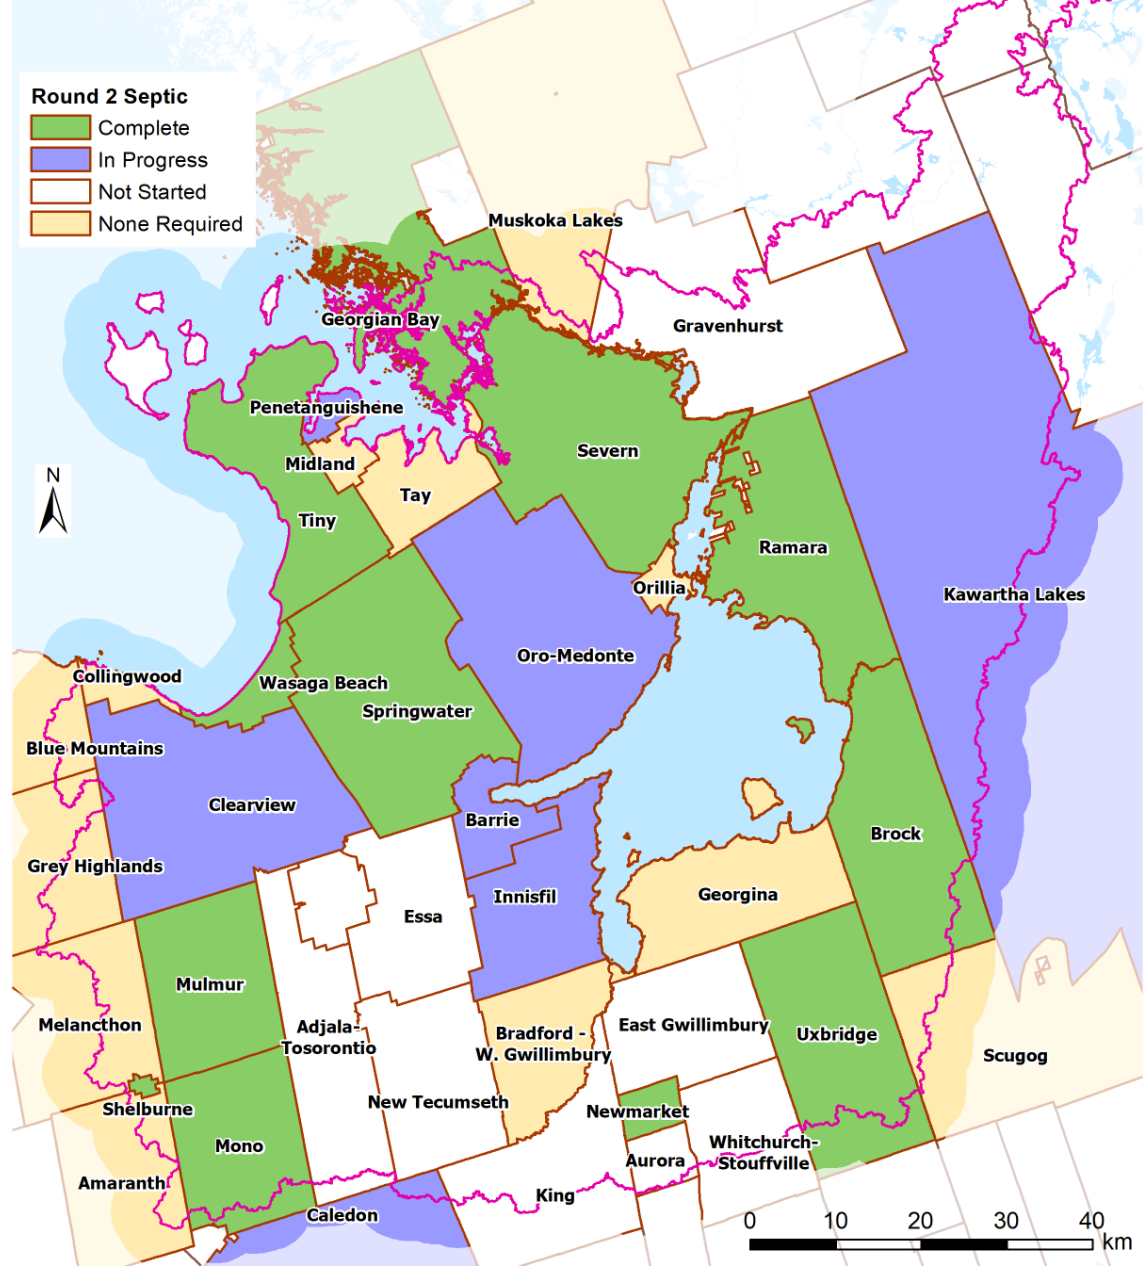 Round 2 Septic
Complete
In Progress
Not Started
None Required
Muskoka Lakes
Georgian Bay
Gravenhurst
Penetanguishene
Midland
Severn
Tay
Tiny
Ramara
N
Orillia
Kawartha Lakes
Oro-Medonte
Collingwood
Wasaga Beach
Springwater
Blue Mountains
Clearview
Barrie
Brock
Grey Highlands
Innisfil
Georgina
Essa
Mulmur
Melancthon
Adjala-
Tosorontio
Bradford -
W. Gwillimbury
East Gwillimbury
Uxbridge
Scugog
Shelburne
New Tecumseth
Newmarket
Mono
Whitchurch-
Stouffville
Aurora
Amaranth
King
Caledon
0 10 20 30 40
km